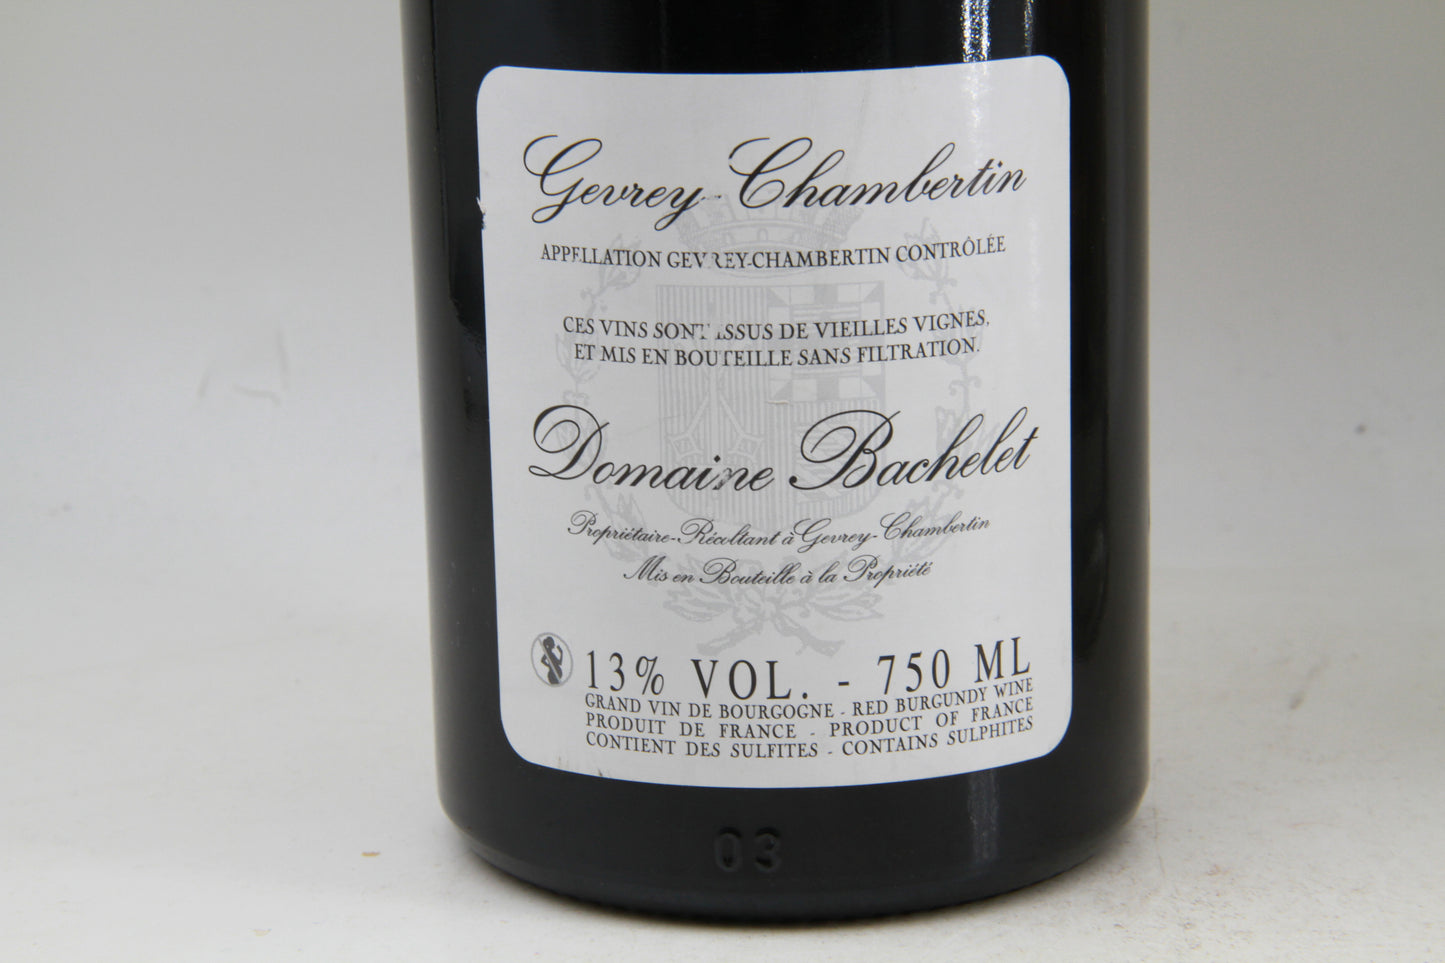 Gevrey-Chambertin
APPELLATION GEVREY-CHAMBERTIN CONTRÔLÉE
CES VINS SONT ISSUS DE VIEILLES VIGNES,
ET MIS EN BOUTEILLE SANS FILTRATION.
Domaine Bachelet
Propriétaire-Récoltant à Gevrey-Chambertin
Mis en Bouteille à la Propriété
13% VOL. - 750 ML
GRAND VIN DE BOURGOGNE - RED BURGUNDY WINE
PRODUIT DE FRANCE - PRODUCT OF FRANCE
CONTIENT DES SULFITES - CONTAINS SULPHITES
03